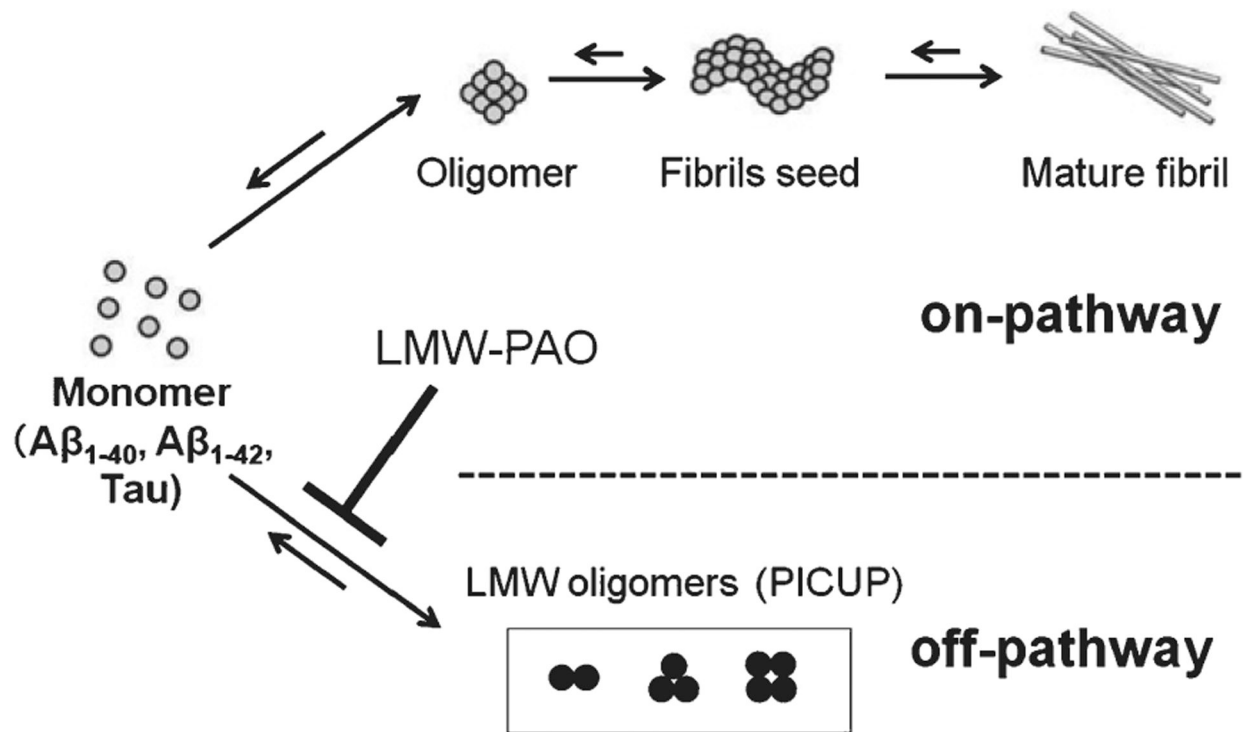 Oligomer
Fibrils seed
Mature fibril
on-pathway
LMW-PAO
Monomer
(Aβ1-40, Aβ1-42,
Tau)
LMW oligomers (PICUP)
off-pathway